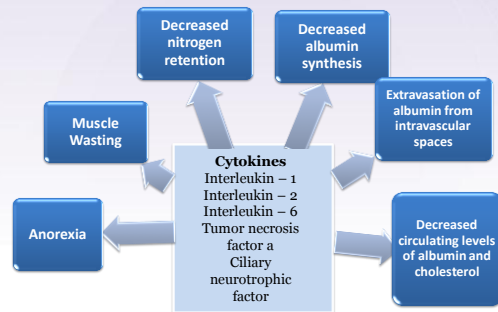 Decreased
nitrogen
retention
Decreased
albumin
synthesis
Extravasation of
albumin from
intravascular
spaces
Muscle
Wasting
Anorexia
Cytokines
Interleukin – 1
Interleukin – 2
Interleukin – 6
Tumor necrosis
factor a
Ciliary
neurotrophic
factor
Decreased
circulating levels
of albumin and
cholesterol